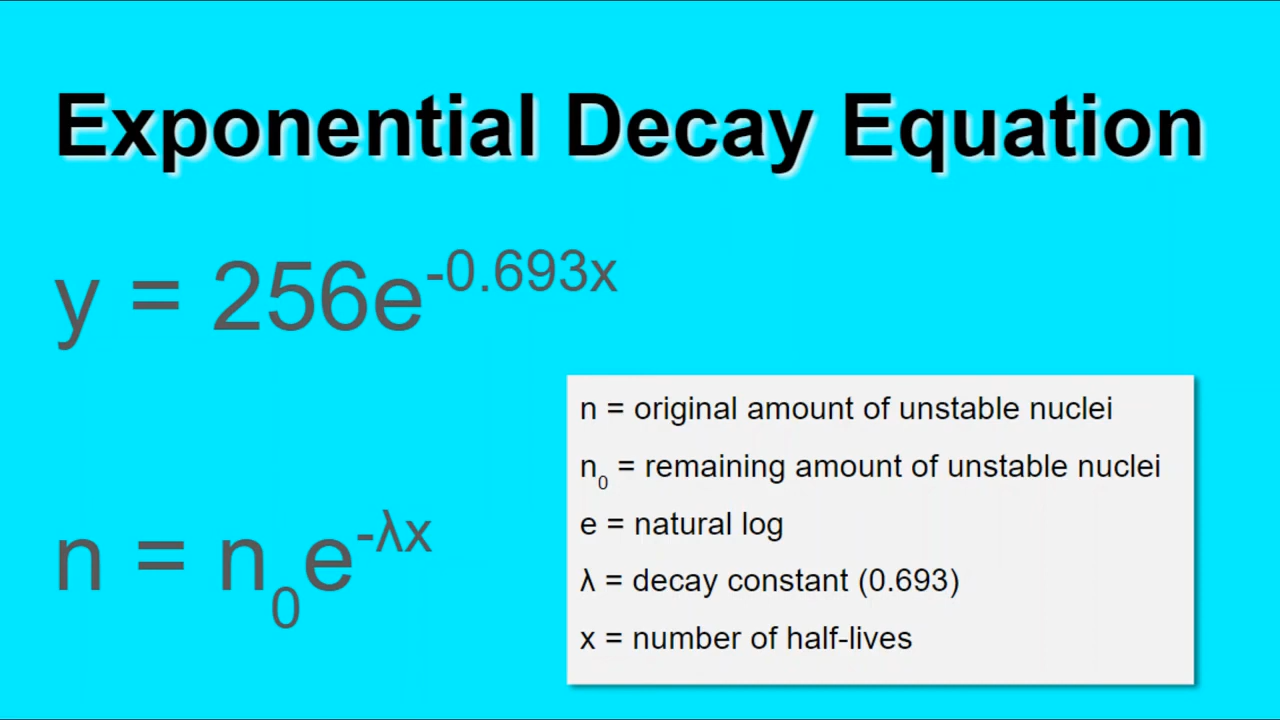 Exponential Decay Equation
y = 256e^-0.693x
n = original amount of unstable nuclei
n₀ = remaining amount of unstable nuclei
e = natural log
λ = decay constant (0.693)
x = number of half-lives
n = n₀e^-λx